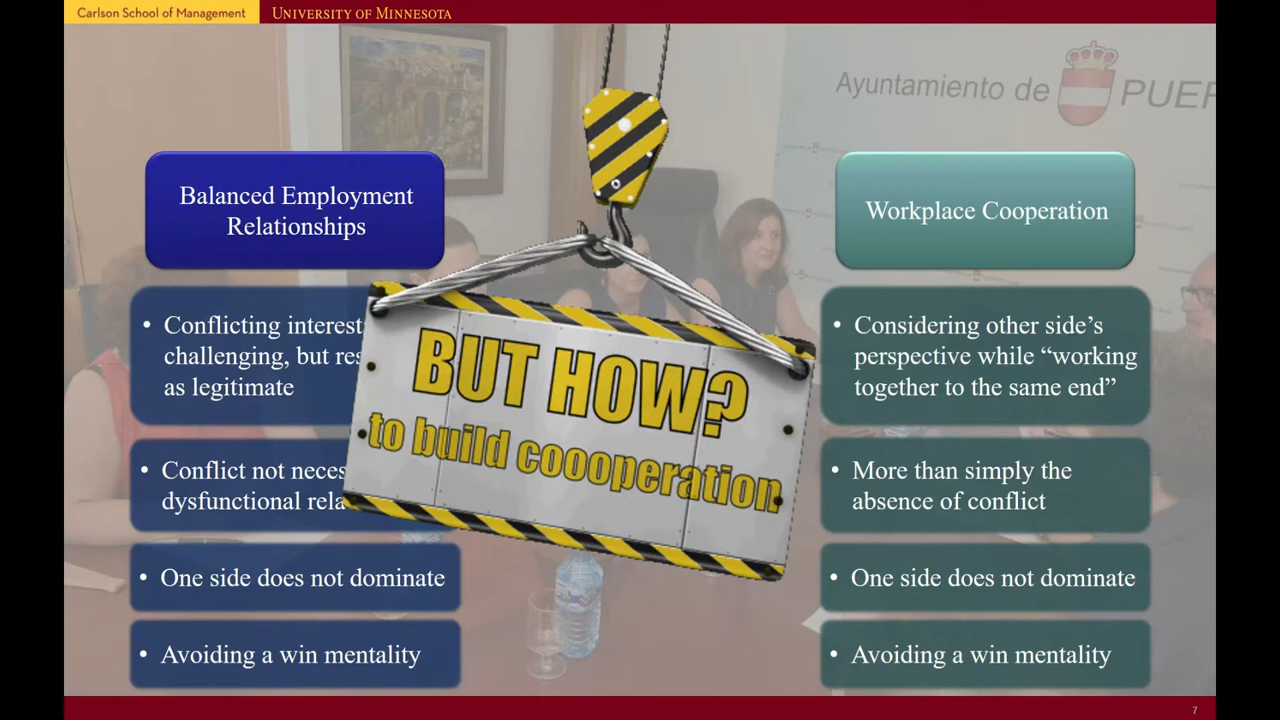 Carlson School of Management
UNIVERSITY OF MINNESOTA
Ayuntamiento de
PUER
Balanced Employment
Relationships
• Conflicting interest
challenging, but res
as legitimate
• Conflict not neces
dysfunctional rela
• One side does not dominate
• Avoiding a win mentality
BUT HOW?
to build coooperation
Workplace Cooperation
• Considering other side’s
perspective while “working
together to the same end”
• More than simply the
absence of conflict
• One side does not dominate
• Avoiding a win mentality
7